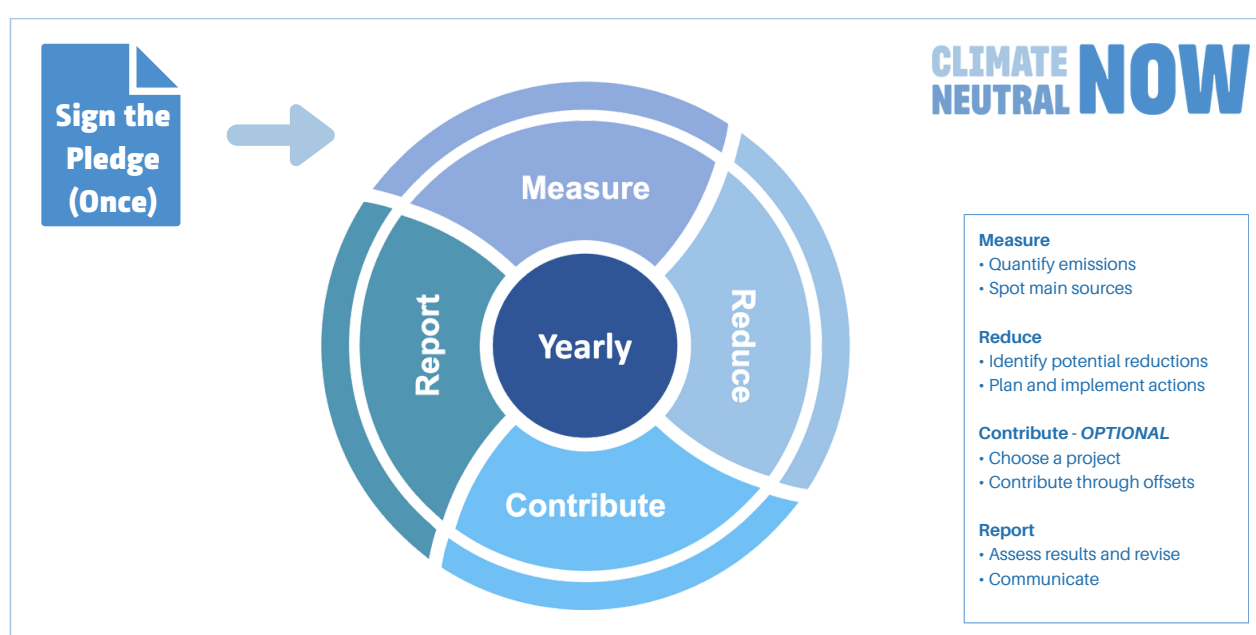 Sign the
Pledge
(Once)
CLIMATE
NEUTRAL
NOW
Measure
Reduce
Yearly
Report
Contribute
Measure
• Quantify emissions
• Spot main sources
Reduce
• Identify potential reductions
• Plan and implement actions
Contribute - OPTIONAL
• Choose a project
• Contribute through offsets
Report
• Assess results and revise
• Communicate